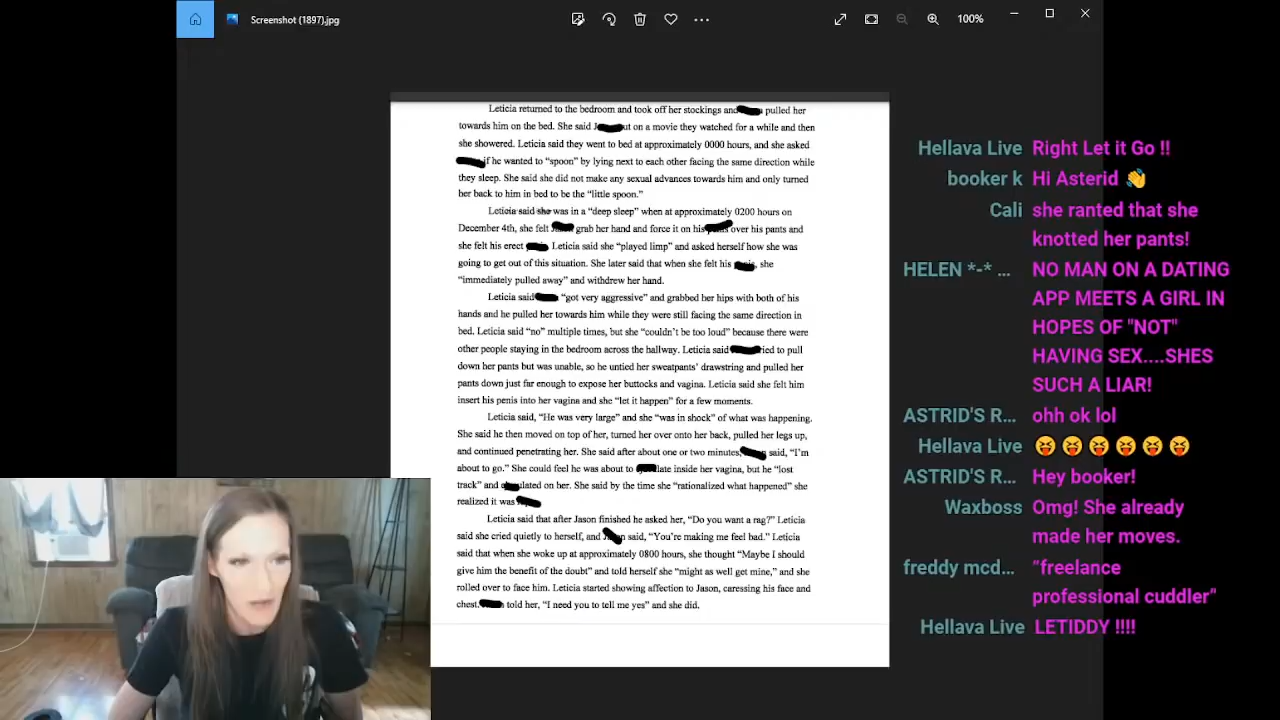 Screenshot (1897).jpg
100%
Leticia returned to the bedroom and took off her stockings and pulled her
towards him on the bed. She said J ut on a movie they watched for a while and then
she showered. Leticia said they went to bed at approximately 0000 hours, and she asked
if he wanted to “spoon” by lying next to each other facing the same direction while
they sleep. She said she did not make any sexual advances towards him and only turned
her back to him in bed to be the “little spoon.”
Leticia said she was in a “deep sleep” when at approximately 0200 hours on
December 4th, she felt grab her hand and force it on his over his pants and
she felt his erect Leticia said she “played limp” and asked herself how she was
going to get out of this situation. She later said that when she felt his , she
“immediately pulled away” and withdrew her hand.
Leticia said “got very aggressive” and grabbed her hips with both of his
hands and he pulled her towards him while they were still facing the same direction in
bed. Leticia said “no” multiple times, but she “couldn’t be too loud” because there were
other people staying in the bedroom across the hallway. Leticia said ried to pull
down her pants but was unable, so he untied her sweatpants’ drawstring and pulled her
pants down just far enough to expose her buttocks and vagina. Leticia said she felt him
insert his penis into her vagina and she “let it happen” for a few moments.
Leticia said, “He was very large” and she “was in shock” of what was happening.
She said he then moved on top of her, turned her over onto her back, pulled her legs up,
and continued penetrating her. She said after about one or two minutes, said, “I’m
about to go.” She could feel he was about to late inside her vagina, but he “lost
track” and ulated on her. She said by the time she “rationalized what happened” she
realized it was
Leticia said that after Jason finished he asked her, “Do you want a rag?” Leticia
said she cried quietly to herself, and said, “You’re making me feel bad.” Leticia
said that when she woke up at approximately 0800 hours, she thought “Maybe I should
give him the benefit of the doubt” and told herself she “might as well get mine,” and she
rolled over to face him. Leticia started showing affection to Jason, caressing his face and
chest. told her, “I need you to tell me yes” and she did.
Hellava Live Right Let it Go !!
booker k Hi Asterid 👋
Cali she ranted that she
knotted her pants!
HELEN *-* ... NO MAN ON A DATING
APP MEETS A GIRL IN
HOPES OF "NOT"
HAVING SEX....SHES
SUCH A LIAR!
ASTRID'S R... ohh ok lol
Hellava Live 😝 😝 😝 😝 😝 😝
ASTRID'S R... Hey booker!
Waxboss Omg! She already
made her moves.
freddy mcd... “freelance
professional cuddler”
Hellava Live LETIDDY !!!!